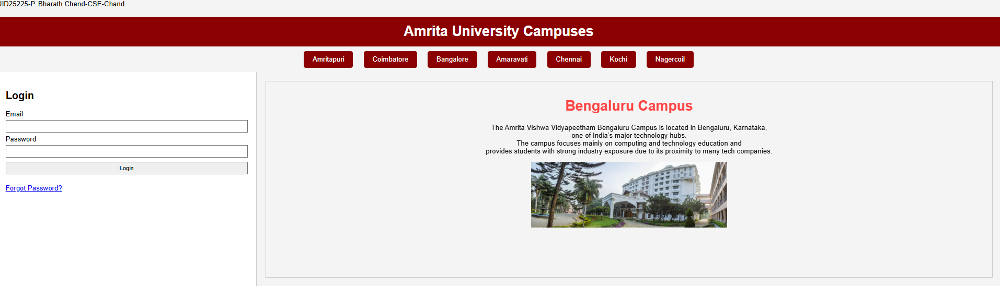 JID25225-P. Bharath Chand-CSE-Chand
Amrita University Campuses
Amritapuri Coimbatore Bangalore Amaravati Chennai Kochi Nagercoil
Login
Email
Password
Login
Forgot Password?
Bengaluru Campus
The Amrita Vishwa Vidyapeetham Bengaluru Campus is located in Bengaluru, Karnataka,
one of India’s major technology hubs.
The campus focuses mainly on computing and technology education and
provides students with strong industry exposure due to its proximity to many tech companies.